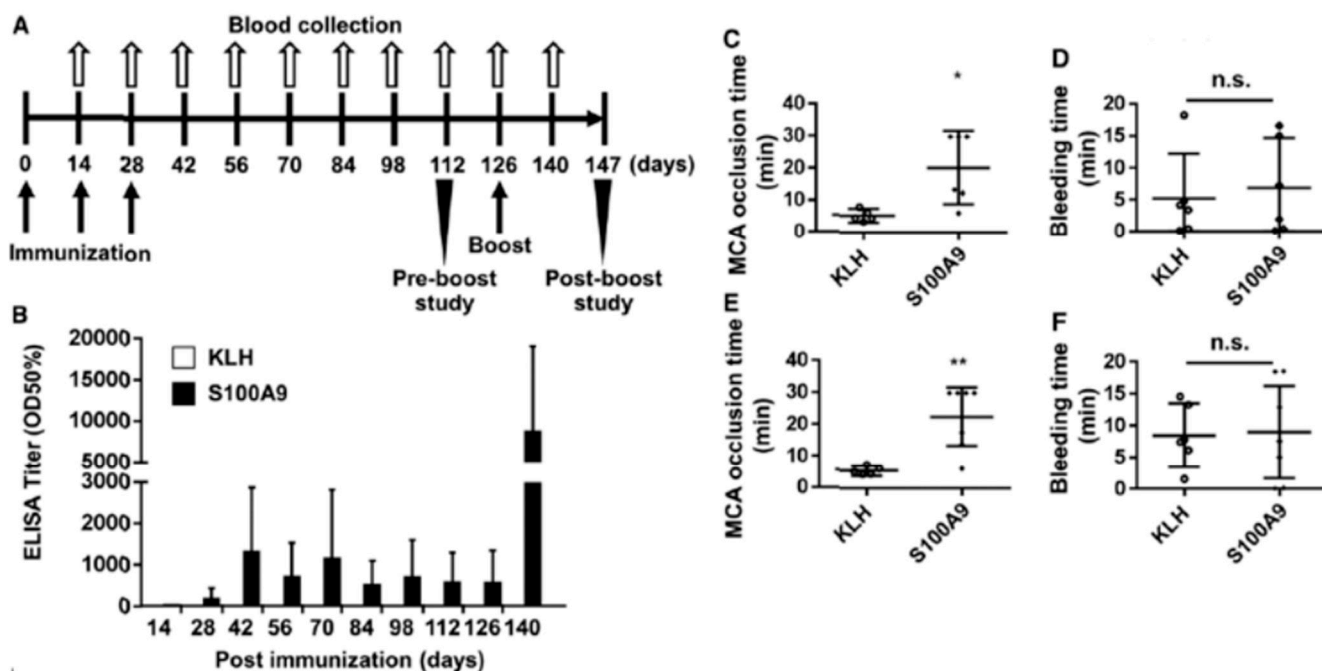 A
Blood collection
0 14 28 42 56 70 84 98 112 126 140 147 (days)
Immunization
Boost
Pre-boost
study
Post-boost
study
B
ELISA Titer (OD50%)
20000
15000
10000
5000
3000
2000
1000
0
KLH
S100A9
14 28 42 56 70 84 98 112 126 140
Post immunization (days)
C
MCA occlusion time
(min)
40
30
20
10
0
*
KLH
S100A9
D
Bleeding time
(min)
20
15
10
5
0
n.s.
KLH
S100A9
E
MCA occlusion time
(min)
40
30
20
10
0
**
KLH
S100A9
F
Bleeding time
(min)
20
15
10
5
0
n.s.
KLH
S100A9